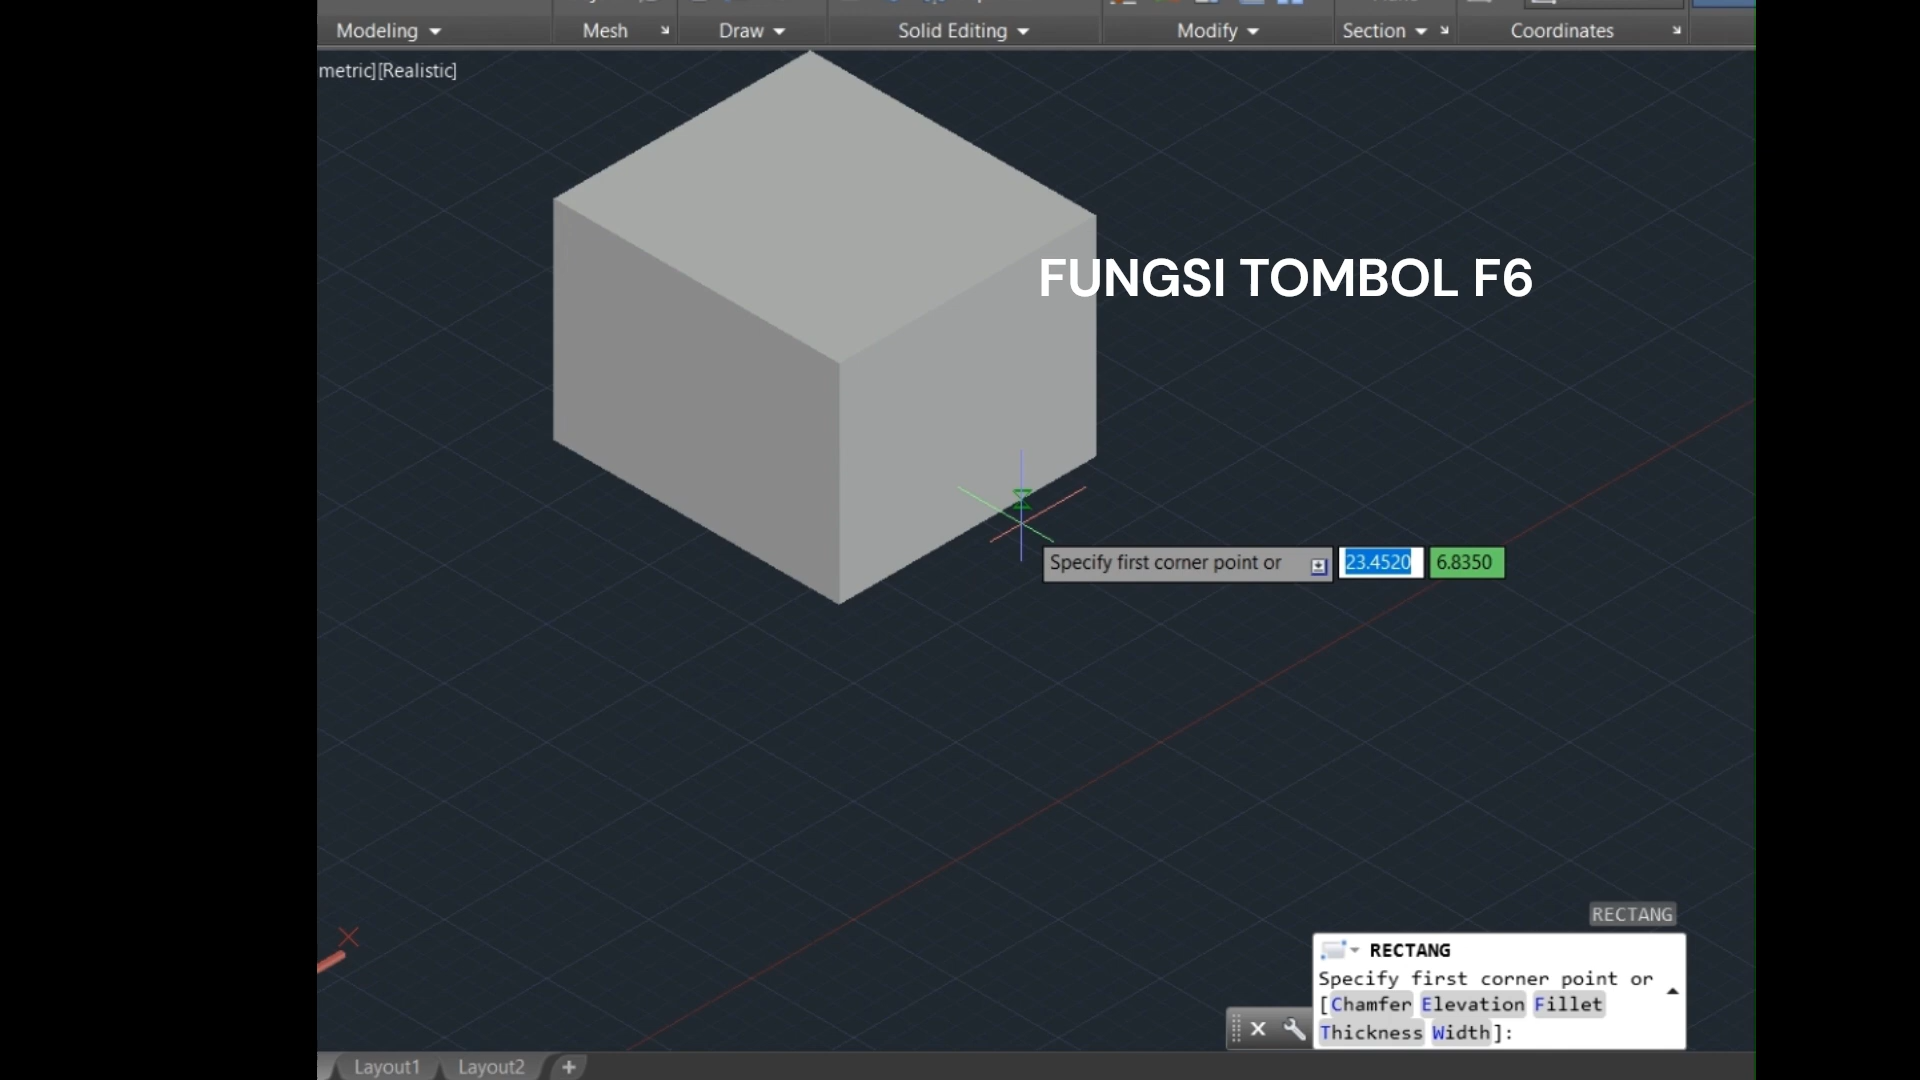 Modeling
Mesh
Draw
Solid Editing
Modify
Section
Coordinates
metric][Realistic]
FUNGSI TOMBOL F6
Specify first corner point or
23.4520
6.8350
RECTANG
RECTANG
Specify first corner point or
[Chamfer Elevation Fillet
Thickness Width]:
Layout1
Layout2
+